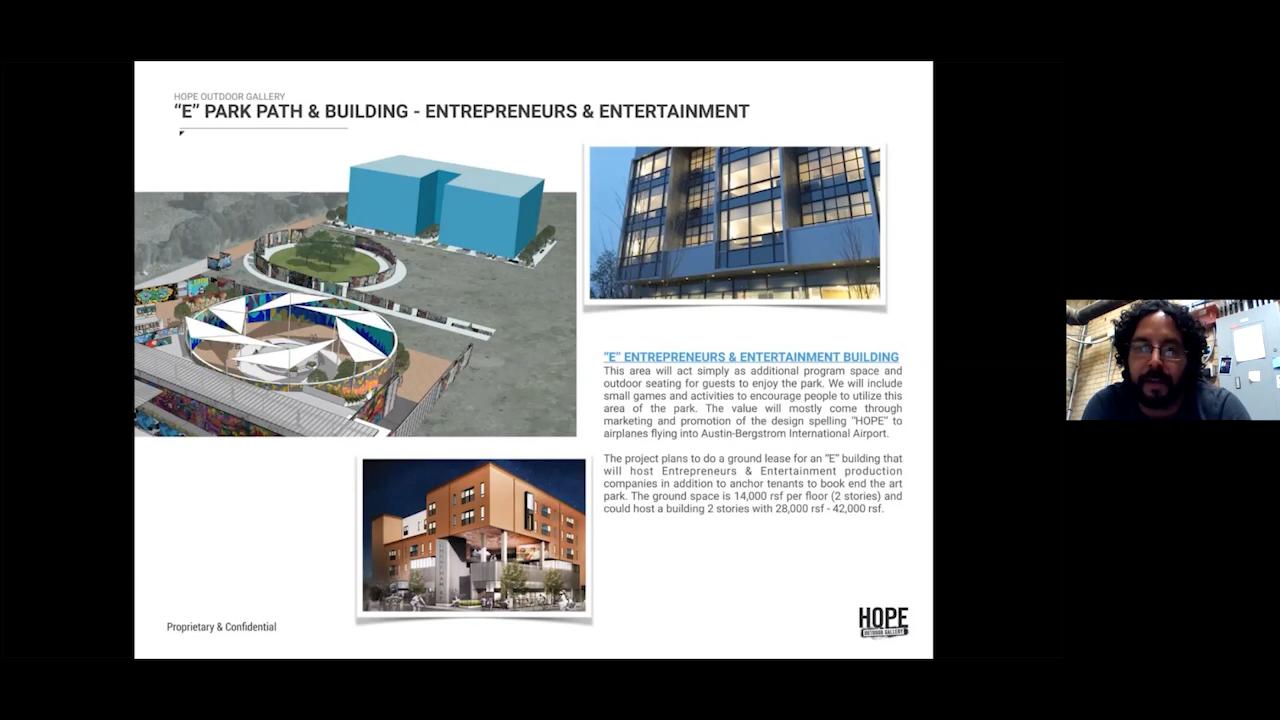 HOPE OUTDOOR GALLERY
“E” PARK PATH & BUILDING - ENTREPRENEURS & ENTERTAINMENT
“E” ENTREPRENEURS & ENTERTAINMENT BUILDING
This area will act simply as additional program space and
outdoor seating for guests to enjoy the park. We will include
small games and activities to encourage people to utilize this
area of the park. The value will mostly come through
marketing and promotion of the design spelling "HOPE" to
airplanes flying into Austin-Bergstrom International Airport.
The project plans to do a ground lease for an “E” building that
will host Entrepreneurs & Entertainment production
companies in addition to anchor tenants to book end the art
park. The ground space is 14,000 rsf per floor (2 stories) and
could host a building 2 stories with 28,000 rsf - 42,000 rsf.
Proprietary & Confidential
HOPE
OUTDOOR GALLERY